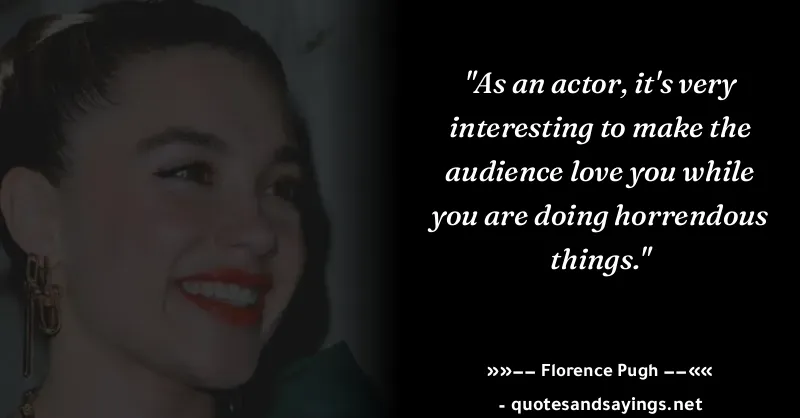 "As an actor, it's very
interesting to make the
audience love you while
you are doing horrendous
things."
»»−− Florence Pugh −−««
- quotesandsayings.net